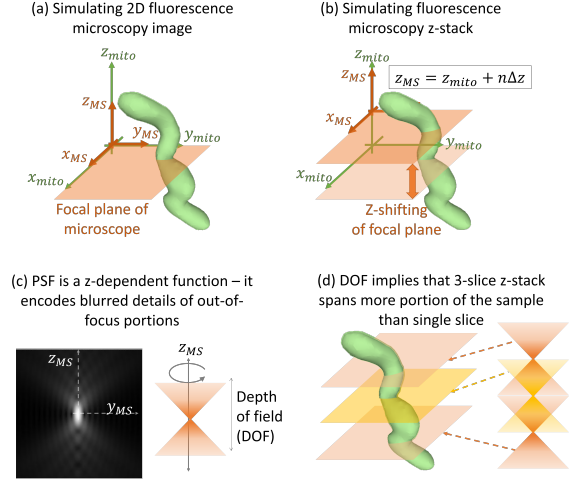 (a) Simulating 2D fluorescence
microscopy image
z_mito
z_MS
y_MS
y_mito
x_MS
x_mito
Focal plane of
microscope
(b) Simulating fluorescence
microscopy z-stack
z_mito
z_MS
z_MS = z_mito + nΔz
x_MS
y_mito
x_mito
Z-shifting
of focal plane
(c) PSF is a z-dependent function – it
encodes blurred details of out-of-
focus portions
z_MS
y_MS
z_MS
Depth
of field
(DOF)
(d) DOF implies that 3-slice z-stack
spans more portion of the sample
than single slice